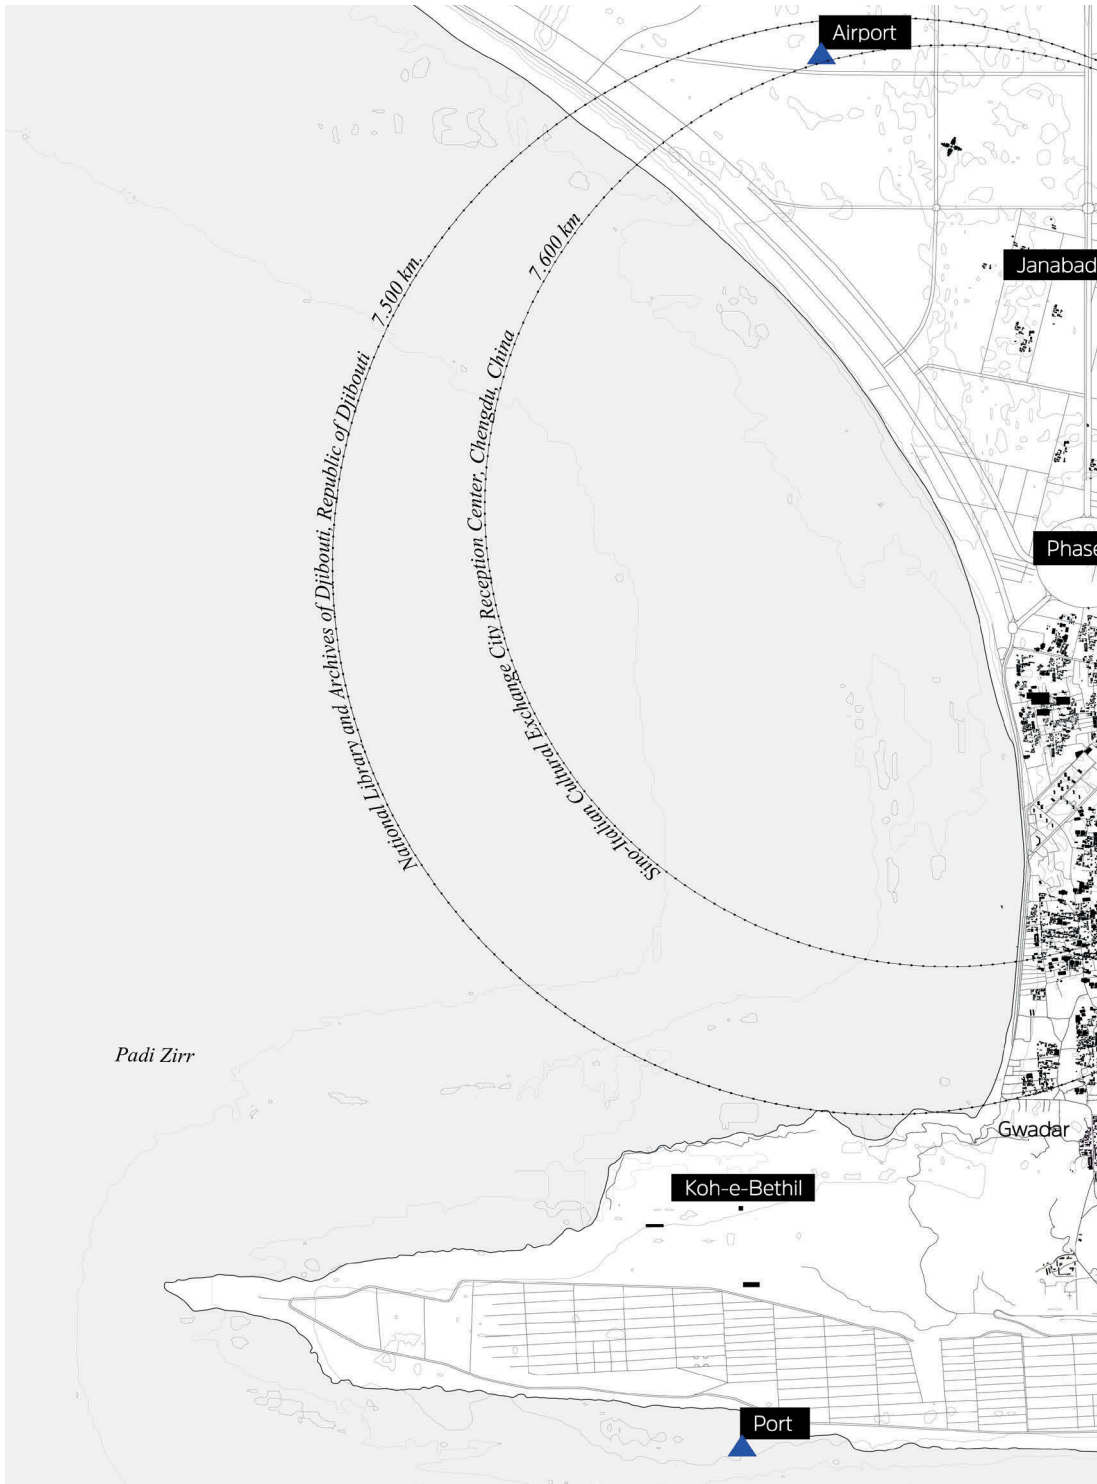 Airport
7.600 km
Janabad
7.500 km.
Sino-Italian Cultural Exchange City Reception Center, Chengdu, China
National Library and Archives of Djibouti, Republic of Djibouti
Phase
Padi Zirr
Gwadar
Koh-e-Bethil
Port